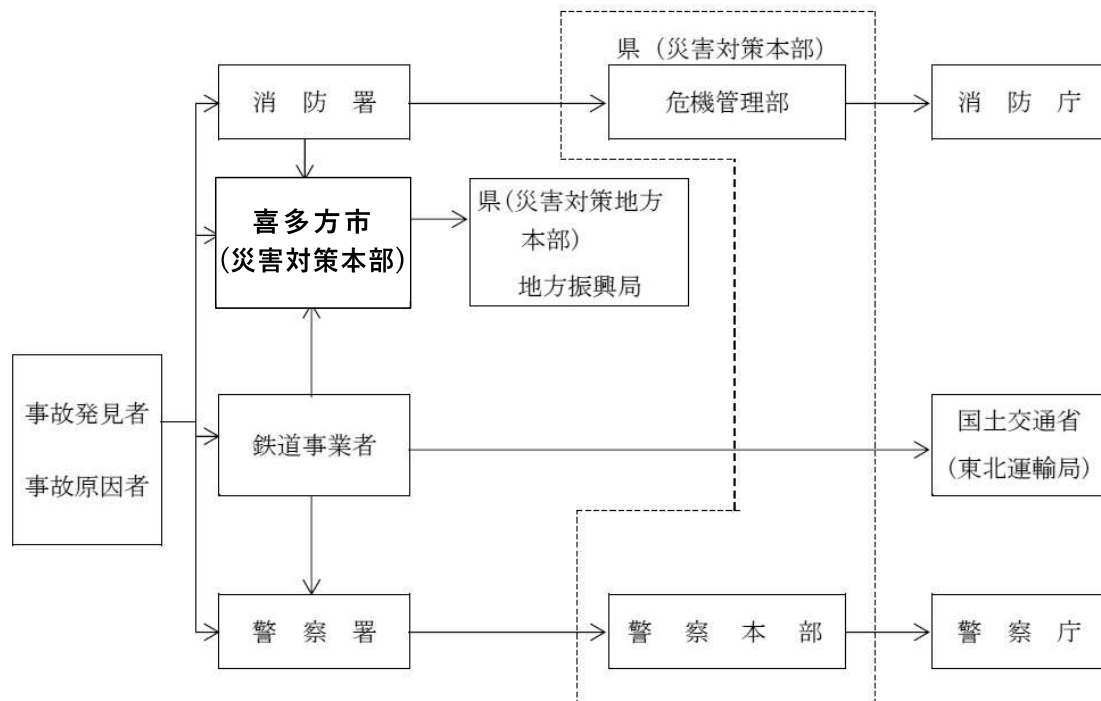 県（災害対策本部）
消防署
危機管理部
消防庁
喜多方市
(災害対策本部)
県(災害対策地方
本部)
地方振興局
事故発見者
事故原因者
鉄道事業者
国土交通省
(東北運輸局)
警察署
警察本部
警察庁